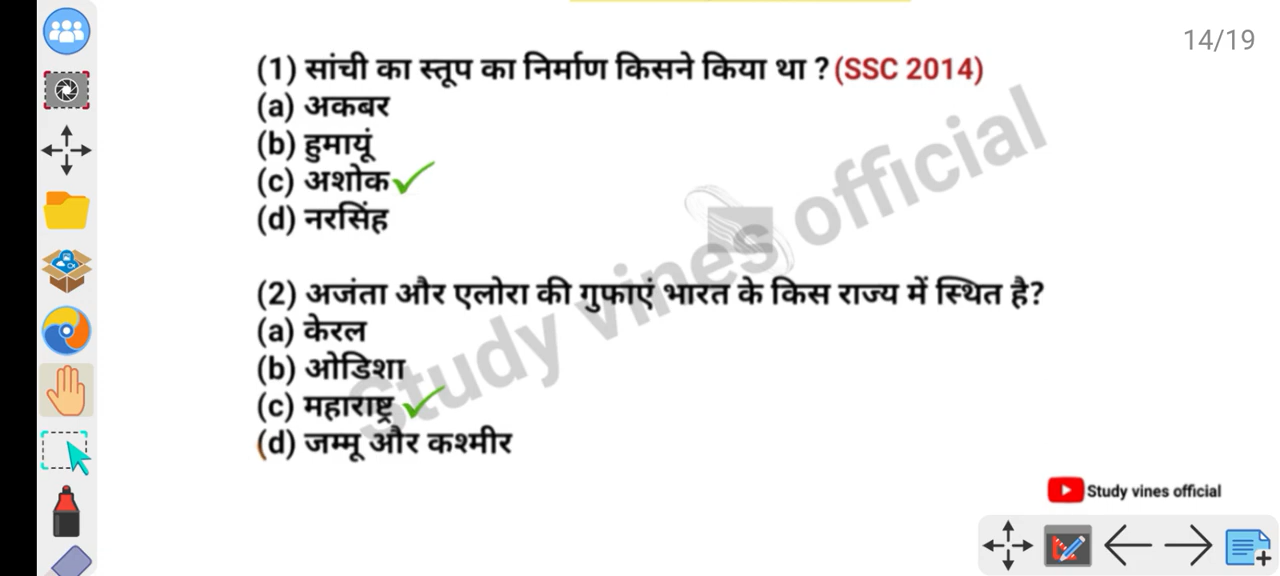 14/19
(1) सांची का स्तूप का निर्माण किसने किया था ? (SSC 2014)
(a) अकबर
(b) हुमायूं
(c) अशोक
(d) नरसिंह
(2) अजंता और एलोरा की गुफाएं भारत के किस राज्य में स्थित है?
(a) केरल
(b) ओडिशा
(c) महाराष्ट्र
(d) जम्मू और कश्मीर
Study vines official
Study vines official